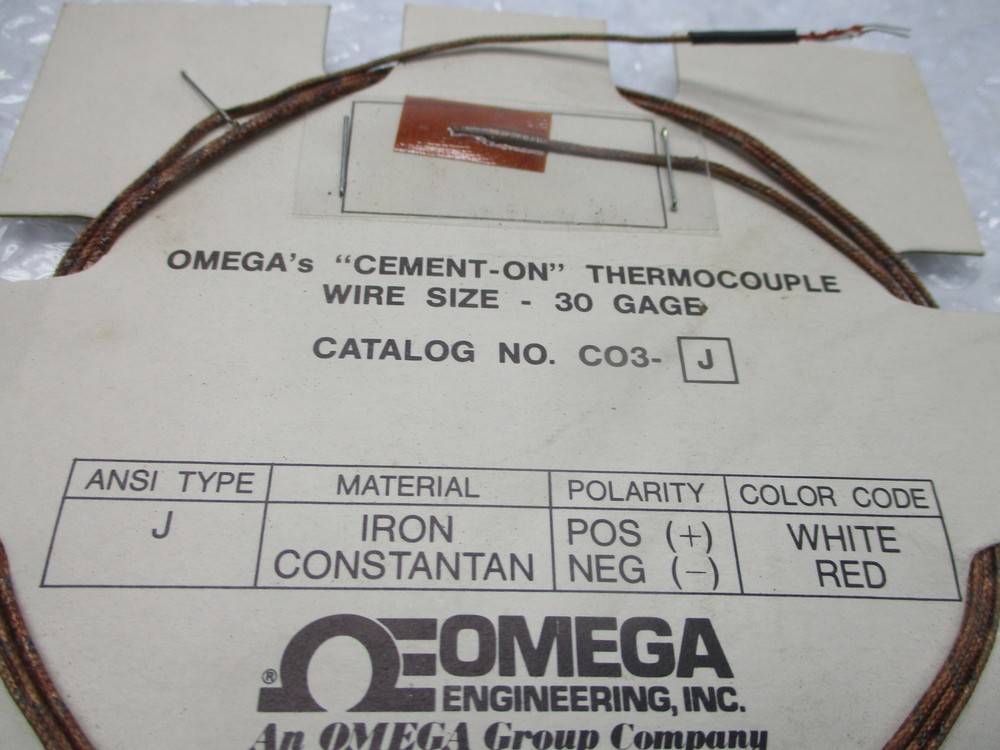 OMEGA's "CEMENT-ON" THERMOCOUPLE
WIRE SIZE - 30 GAGE
CATALOG NO. CO3- J
ANSI TYPE MATERIAL POLARITY COLOR CODE
J IRON POS (+) WHITE
CONSTANTAN NEG (-) RED
® OMEGA
ENGINEERING, INC.
An OMEGA Group Company